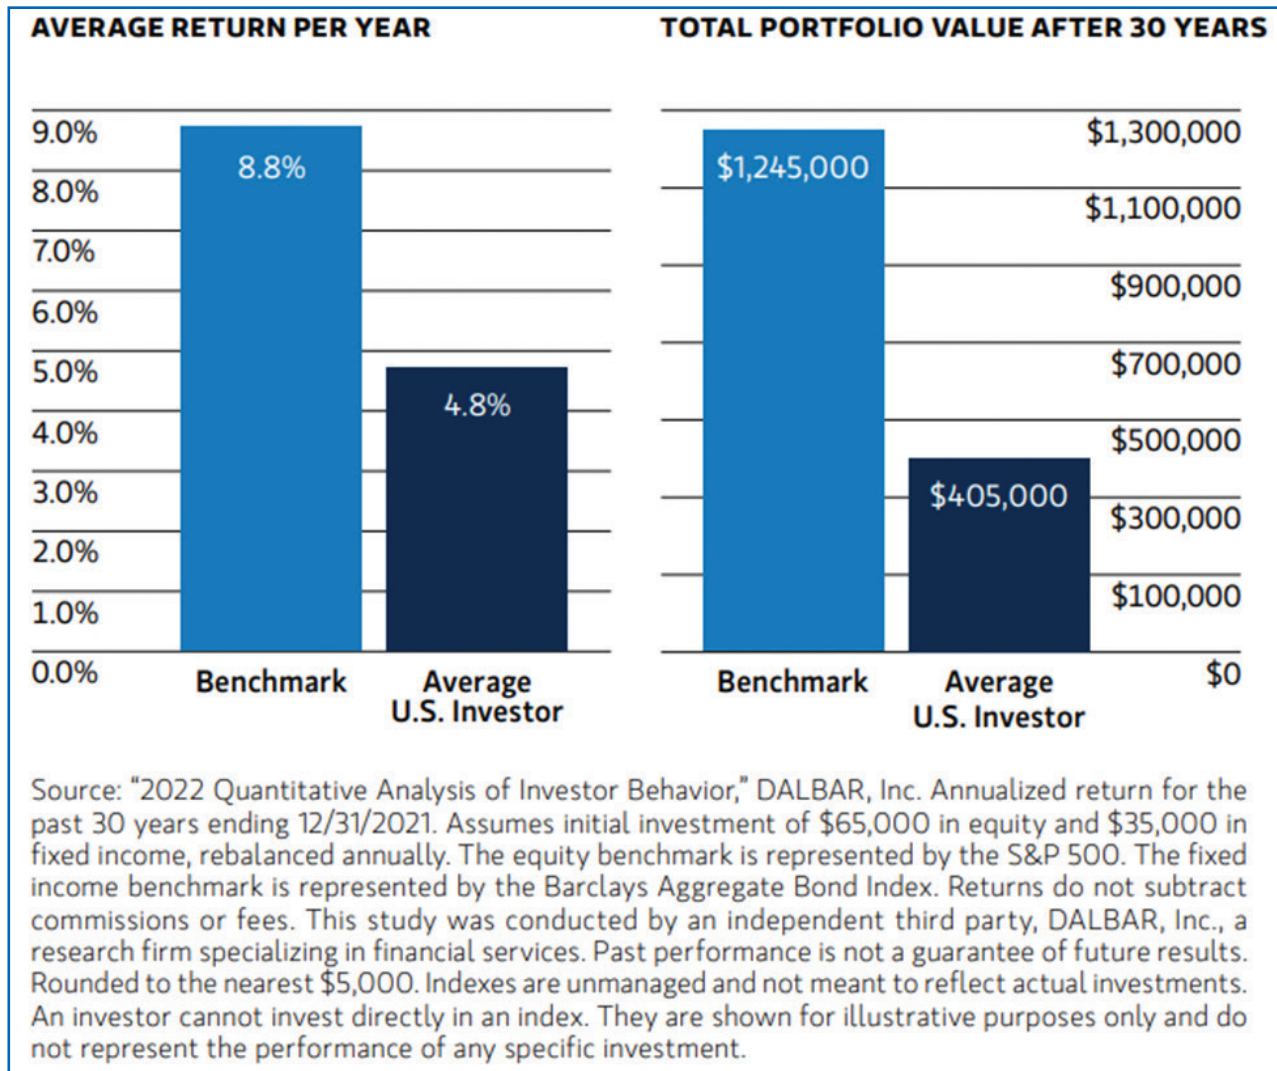 AVERAGE RETURN PER YEAR
9.0%
8.0%
7.0%
6.0%
5.0%
4.0%
3.0%
2.0%
1.0%
0.0%
8.8%
4.8%
Benchmark
Average
U.S. Investor
TOTAL PORTFOLIO VALUE AFTER 30 YEARS
$1,300,000
$1,100,000
$900,000
$700,000
$500,000
$300,000
$100,000
$0
$1,245,000
$405,000
Benchmark
Average
U.S. Investor
Source: “2022 Quantitative Analysis of Investor Behavior,” DALBAR, Inc. Annualized return for the
past 30 years ending 12/31/2021. Assumes initial investment of $65,000 in equity and $35,000 in
fixed income, rebalanced annually. The equity benchmark is represented by the S&P 500. The fixed
income benchmark is represented by the Barclays Aggregate Bond Index. Returns do not subtract
commissions or fees. This study was conducted by an independent third party, DALBAR, Inc., a
research firm specializing in financial services. Past performance is not a guarantee of future results.
Rounded to the nearest $5,000. Indexes are unmanaged and not meant to reflect actual investments.
An investor cannot invest directly in an index. They are shown for illustrative purposes only and do
not represent the performance of any specific investment.